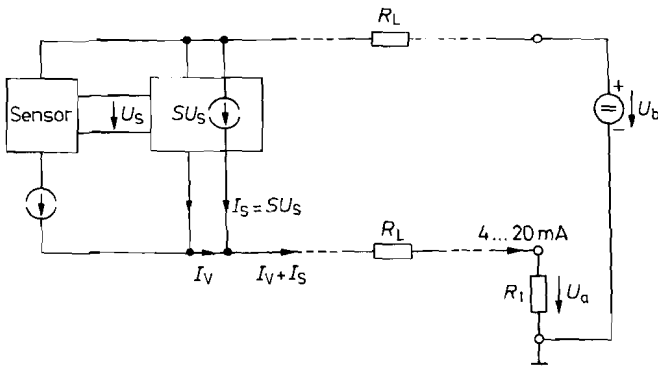 R_L
Sensor
U_S
SU_S
+
−
U_b
I_S = SU_S
R_L
4...20 mA
I_V
I_V + I_S
R_1
U_a